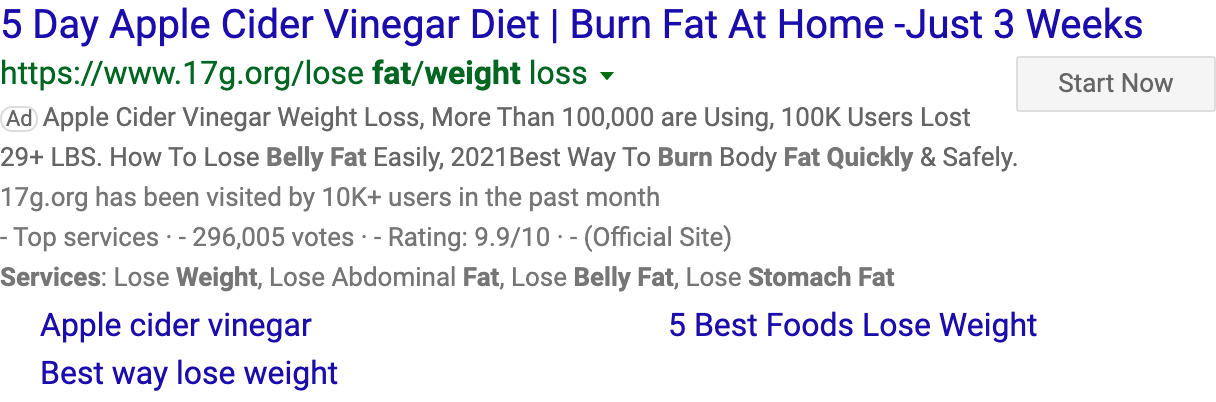 5 Day Apple Cider Vinegar Diet | Burn Fat At Home -Just 3 Weeks
https://www.17g.org/lose fat/weight loss
Start Now
Ad Apple Cider Vinegar Weight Loss, More Than 100,000 are Using, 100K Users Lost
29+ LBS. How To Lose Belly Fat Easily, 2021Best Way To Burn Body Fat Quickly & Safely.
17g.org has been visited by 10K+ users in the past month
- Top services · - 296,005 votes · - Rating: 9.9/10 · - (Official Site)
Services: Lose Weight, Lose Abdominal Fat, Lose Belly Fat, Lose Stomach Fat
Apple cider vinegar
5 Best Foods Lose Weight
Best way lose weight